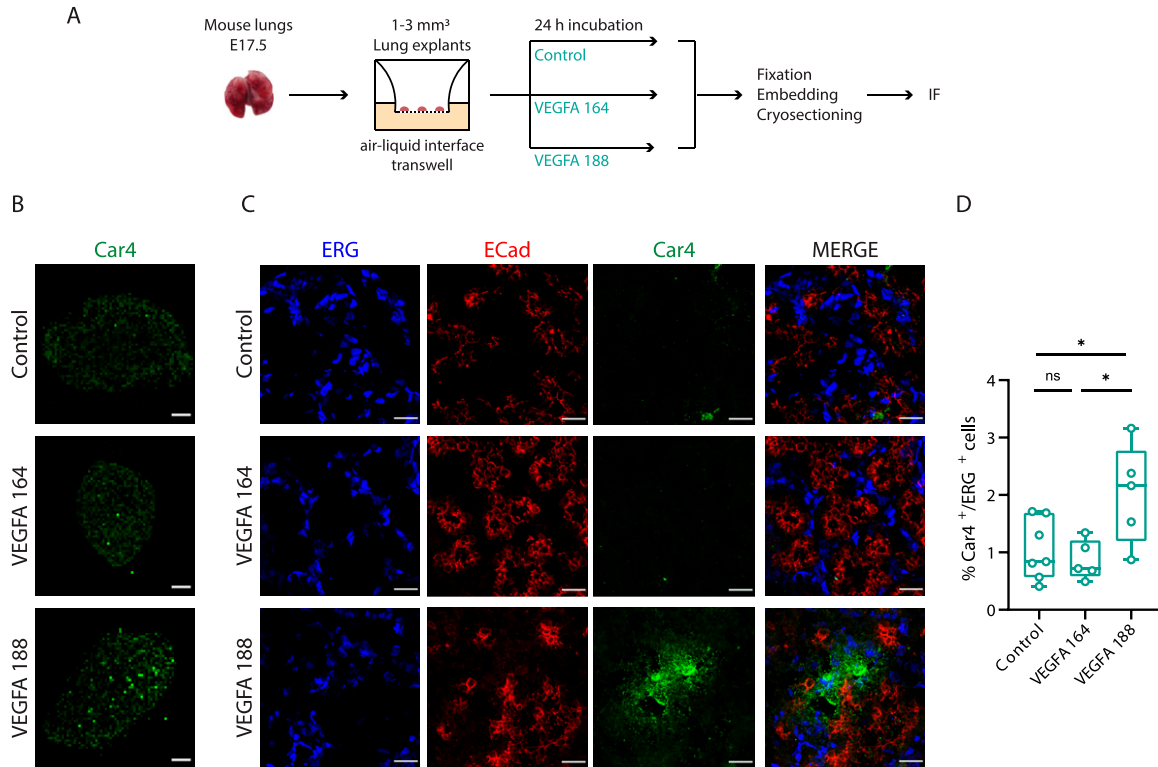 A
Mouse lungs
E17.5
1-3 mm³
Lung explants
air-liquid interface
transwell
24 h incubation
Control
VEGFA 164
VEGFA 188
Fixation
Embedding
Cryosectioning
IF
B
C
D
Car4
ERG
ECad
Car4
MERGE
Control
Control
VEGFA 164
VEGFA 164
VEGFA 188
VEGFA 188
*
ns
*
% Car4 +/ERG + cells
4
3
2
1
0
Control
VEGFA 164
VEGFA 188